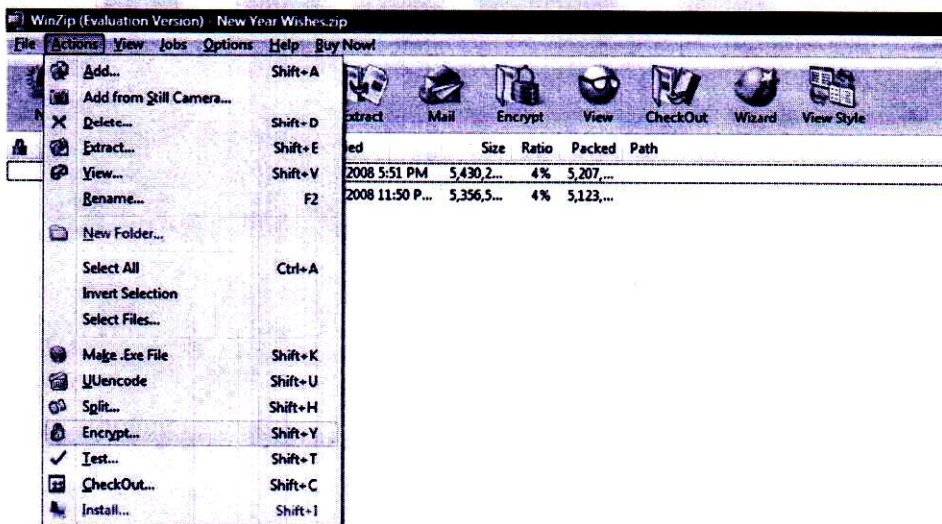 WinZip (Evaluation Version) - New Year Wishes.zip
File Actions View Jobs Options Help Buy Now!
Mail Encrypt View CheckOut Wizard View Style
Size Ratio Packed Path
2008 5:51 PM 5,430,2... 4% 5,207,...
2008 11:50 P... 5,356,5... 4% 5,123,...
Add... Shift+A
Add from Still Camera...
Delete... Shift+D
Extract... Shift+E
View... Shift+V
Rename... F2
New Folder...
Select All Ctrl+A
Invert Selection
Select Files...
Make .Exe File Shift+K
UUencode Shift+U
Split... Shift+H
Encrypt... Shift+Y
Test... Shift+T
CheckOut... Shift+C
Install... Shift+I